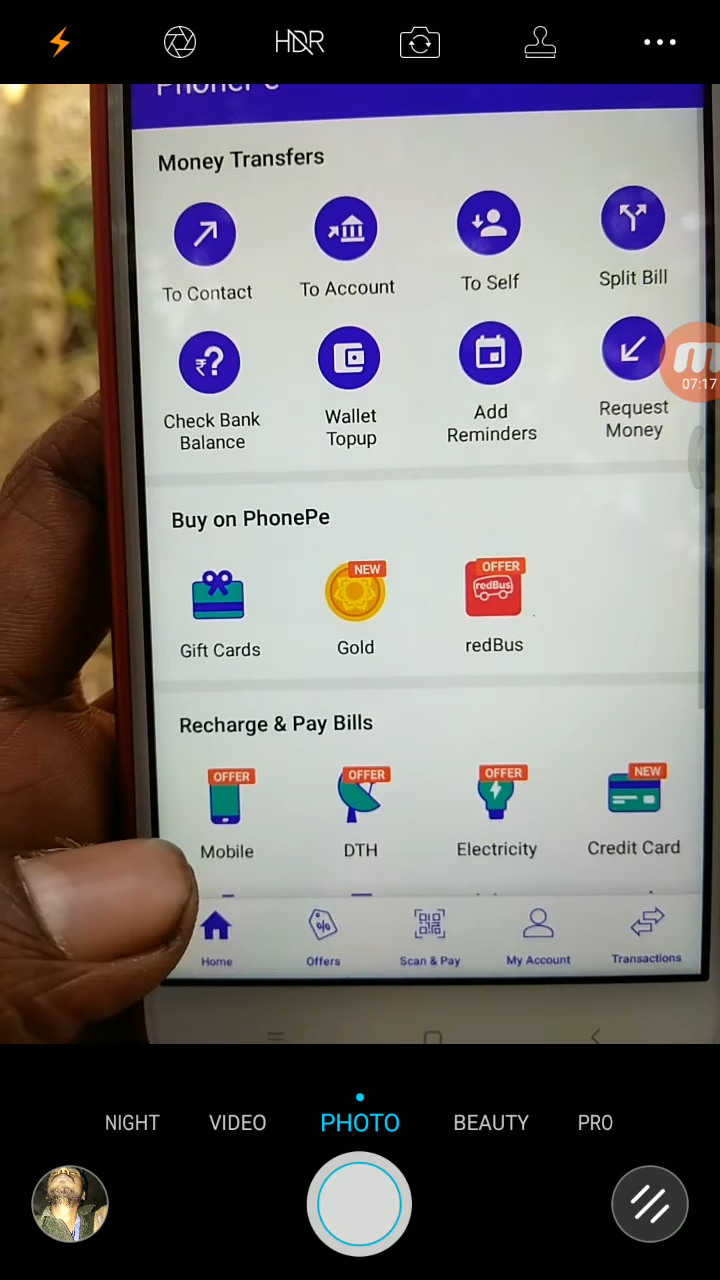 HDR
PhonePe
Money Transfers
To Contact
To Account
To Self
Split Bill
₹?
Check Bank
Balance
Wallet
Topup
Add
Reminders
Request
Money
07:17
Buy on PhonePe
NEW
OFFER
redBus
Gift Cards
Gold
redBus
Recharge & Pay Bills
OFFER
OFFER
OFFER
NEW
Mobile
DTH
Electricity
Credit Card
%
Home
Offers
Scan & Pay
My Account
Transactions
NIGHT
VIDEO
PHOTO
BEAUTY
PRO